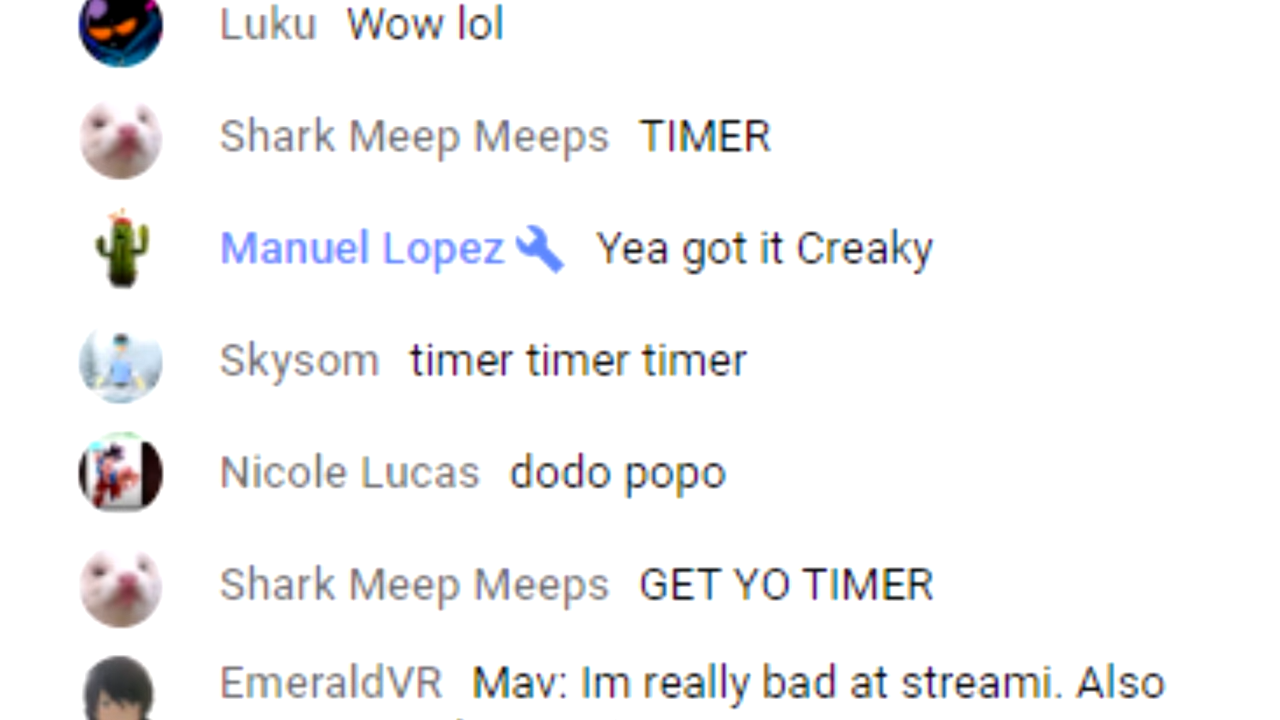 Luku Wow lol
Shark Meep Meeps TIMER
Manuel Lopez Yea got it Creaky
Skysom timer timer timer
Nicole Lucas dodo popo
Shark Meep Meeps GET YO TIMER
EmeraldVR Mav: Im really bad at streami. Also